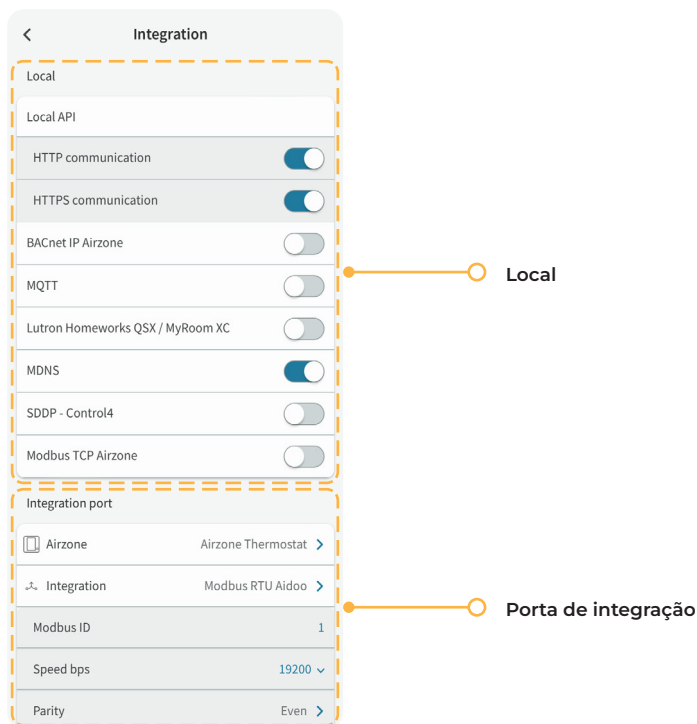 Integration
Local
Local API
HTTP communication
HTTPS communication
BACnet IP Airzone
MQTT
Lutron Homeworks QSX / MyRoom XC
MDNS
SDDP - Control4
Modbus TCP Airzone
Local
Integration port
Airzone Airzone Thermostat
Integration Modbus RTU Aidoo
Modbus ID 1
Speed bps 19200
Parity Even
Porta de integração